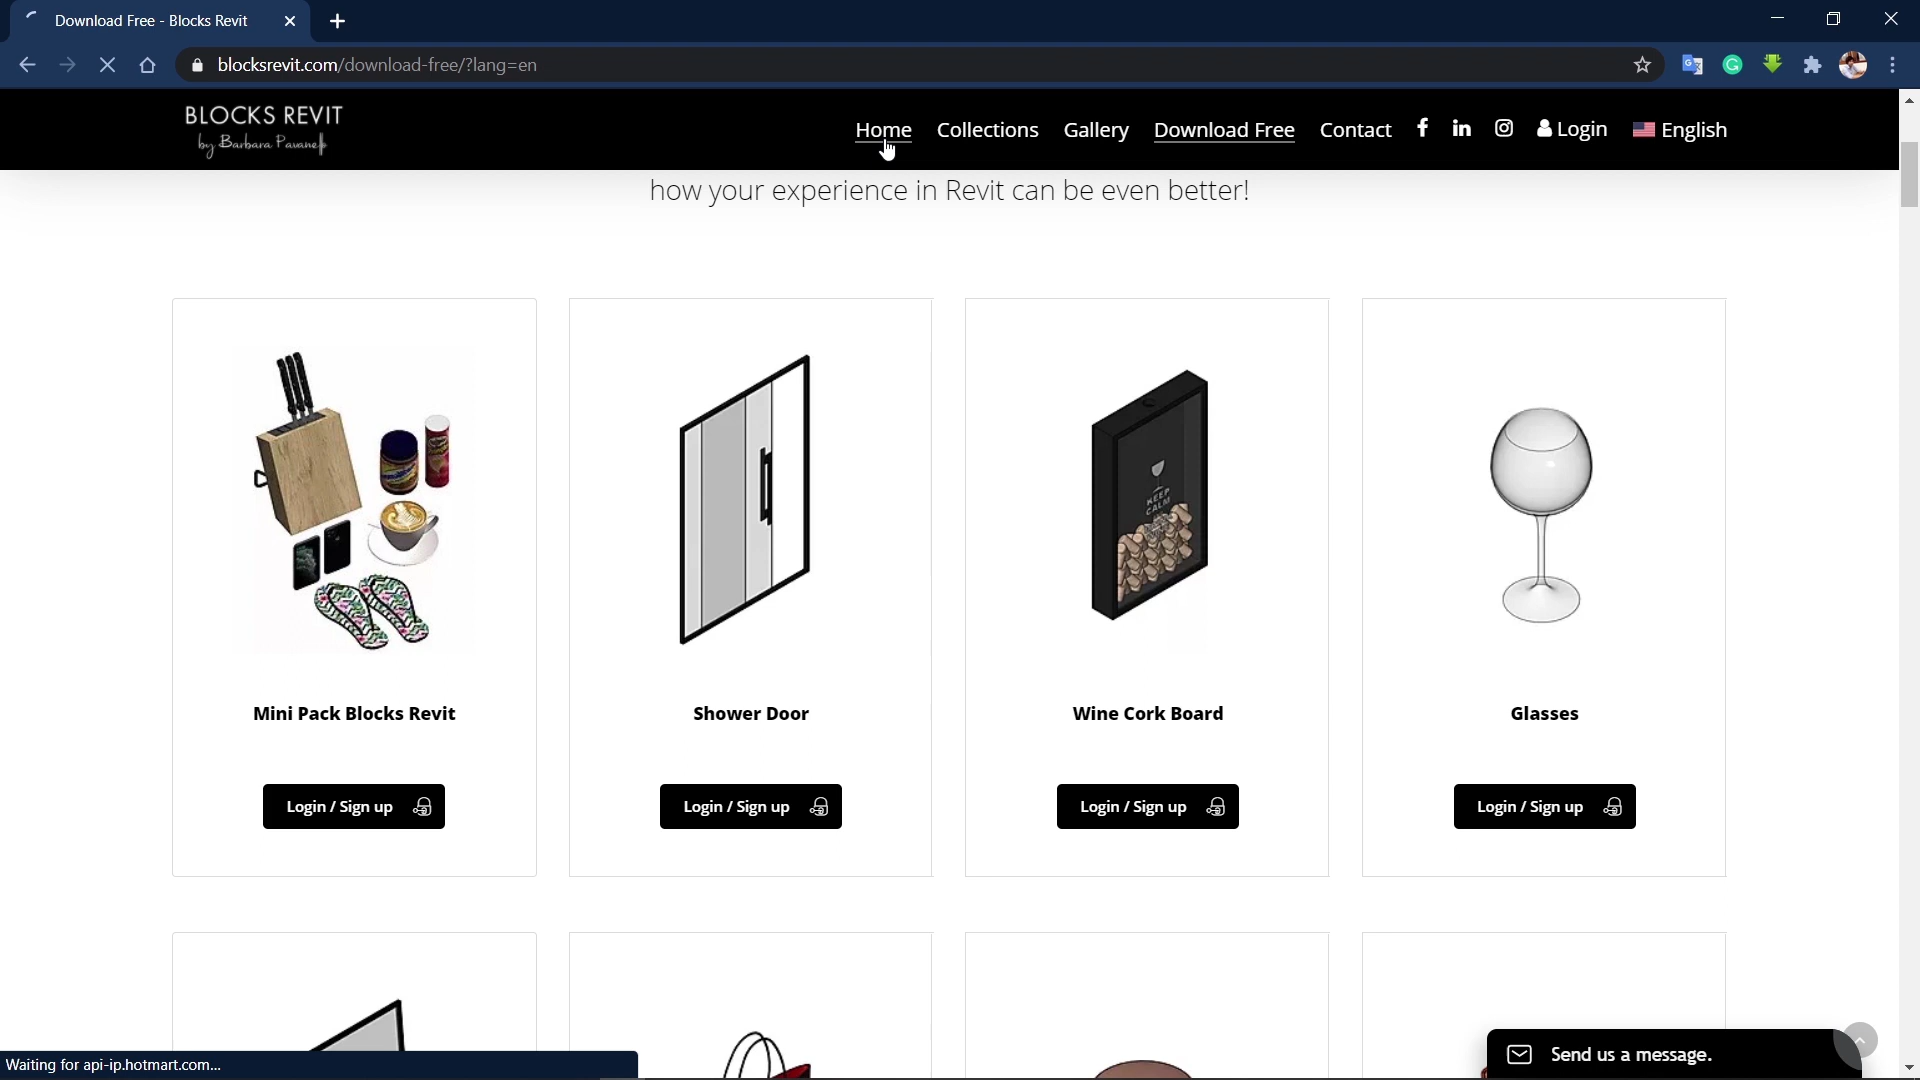 Download Free - Blocks Revit
blocksrevit.com/download-free/?lang=en
BLOCKS REVIT
by Barbara Pavanello
Home
Collections
Gallery
Download Free
Contact
Login
English
how your experience in Revit can be even better!
KEEP
CALM
Mini Pack Blocks Revit
Shower Door
Wine Cork Board
Glasses
Login / Sign up
Login / Sign up
Login / Sign up
Login / Sign up
Waiting for api-ip.hotmart.com...
Send us a message.